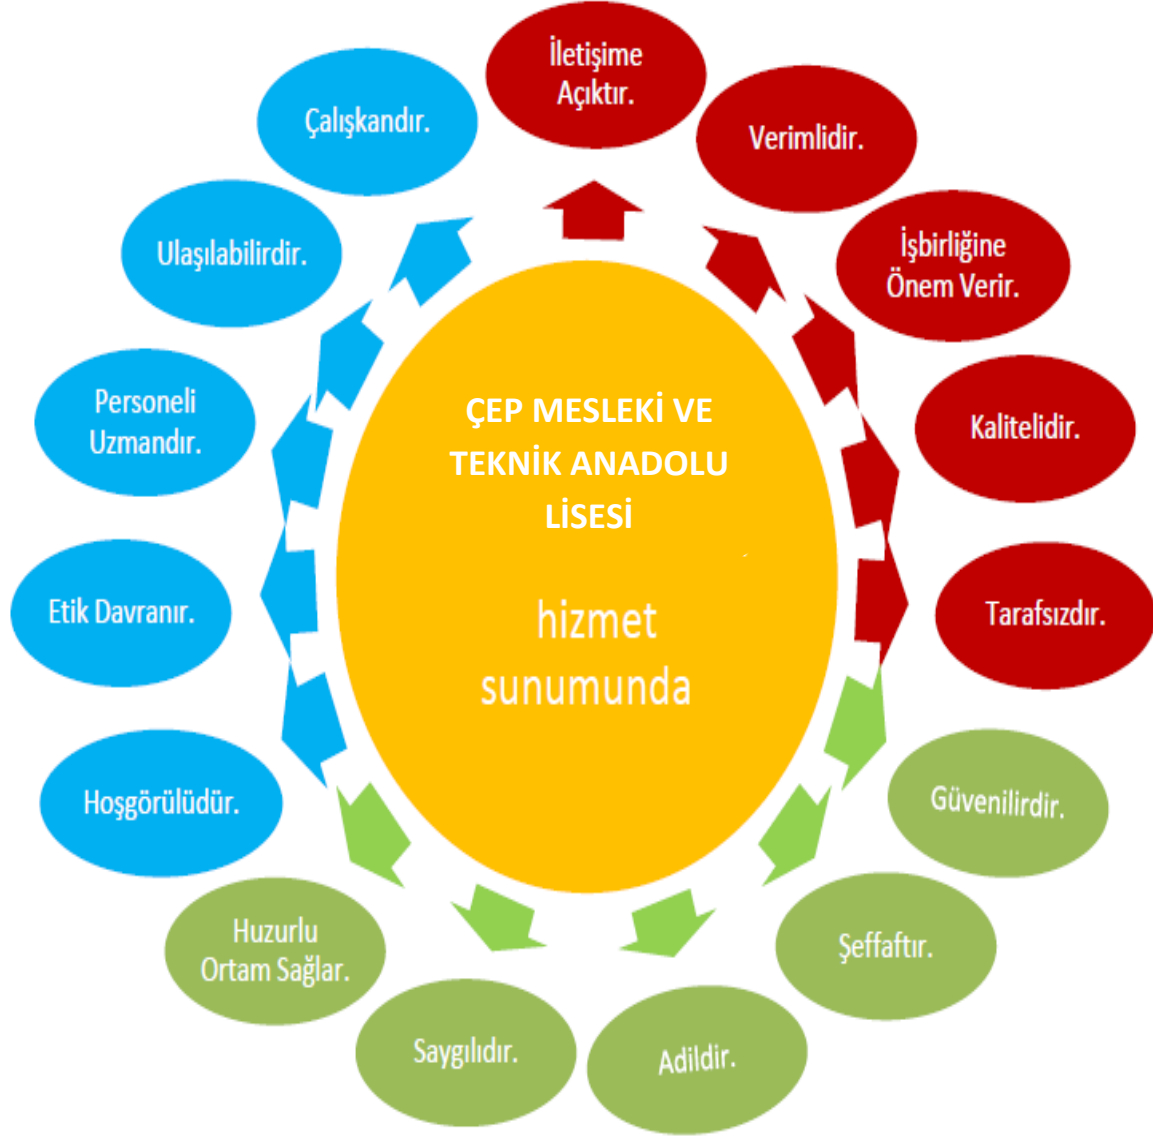 ÇEP MESLEKİ VE
TEKNİK ANADOLU
LİSESİ
hizmet
sunumunda
İletişime
Açıktır.
Verimlidir.
İşbirliğine
Önem Verir.
Kalitelidir.
Tarafsızdır.
Güvenilirdir.
Şeffaftır.
Adildir.
Saygılıdır.
Huzurlu
Ortam Sağlar.
Hoşgörülüdür.
Etik Davranır.
Personeli
Uzmandır.
Ulaşılabilirdir.
Çalışkandır.